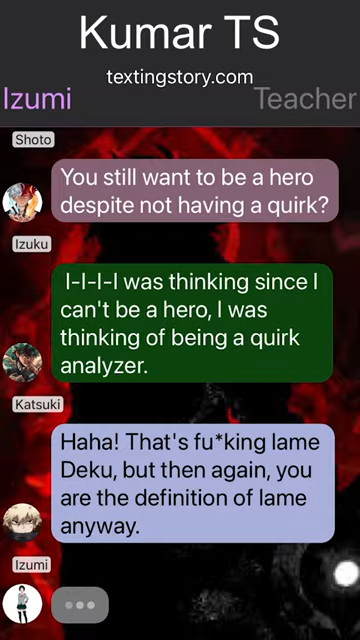 Kumar TS
textingstory.com
Izumi Teacher
Shoto
You still want to be a hero
despite not having a quirk?
Izuku
I-I-I-I was thinking since I
can't be a hero, I was
thinking of being a quirk
analyzer.
Katsuki
Haha! That's fu*king lame
Deku, but then again, you
are the definition of lame
anyway.
Izumi